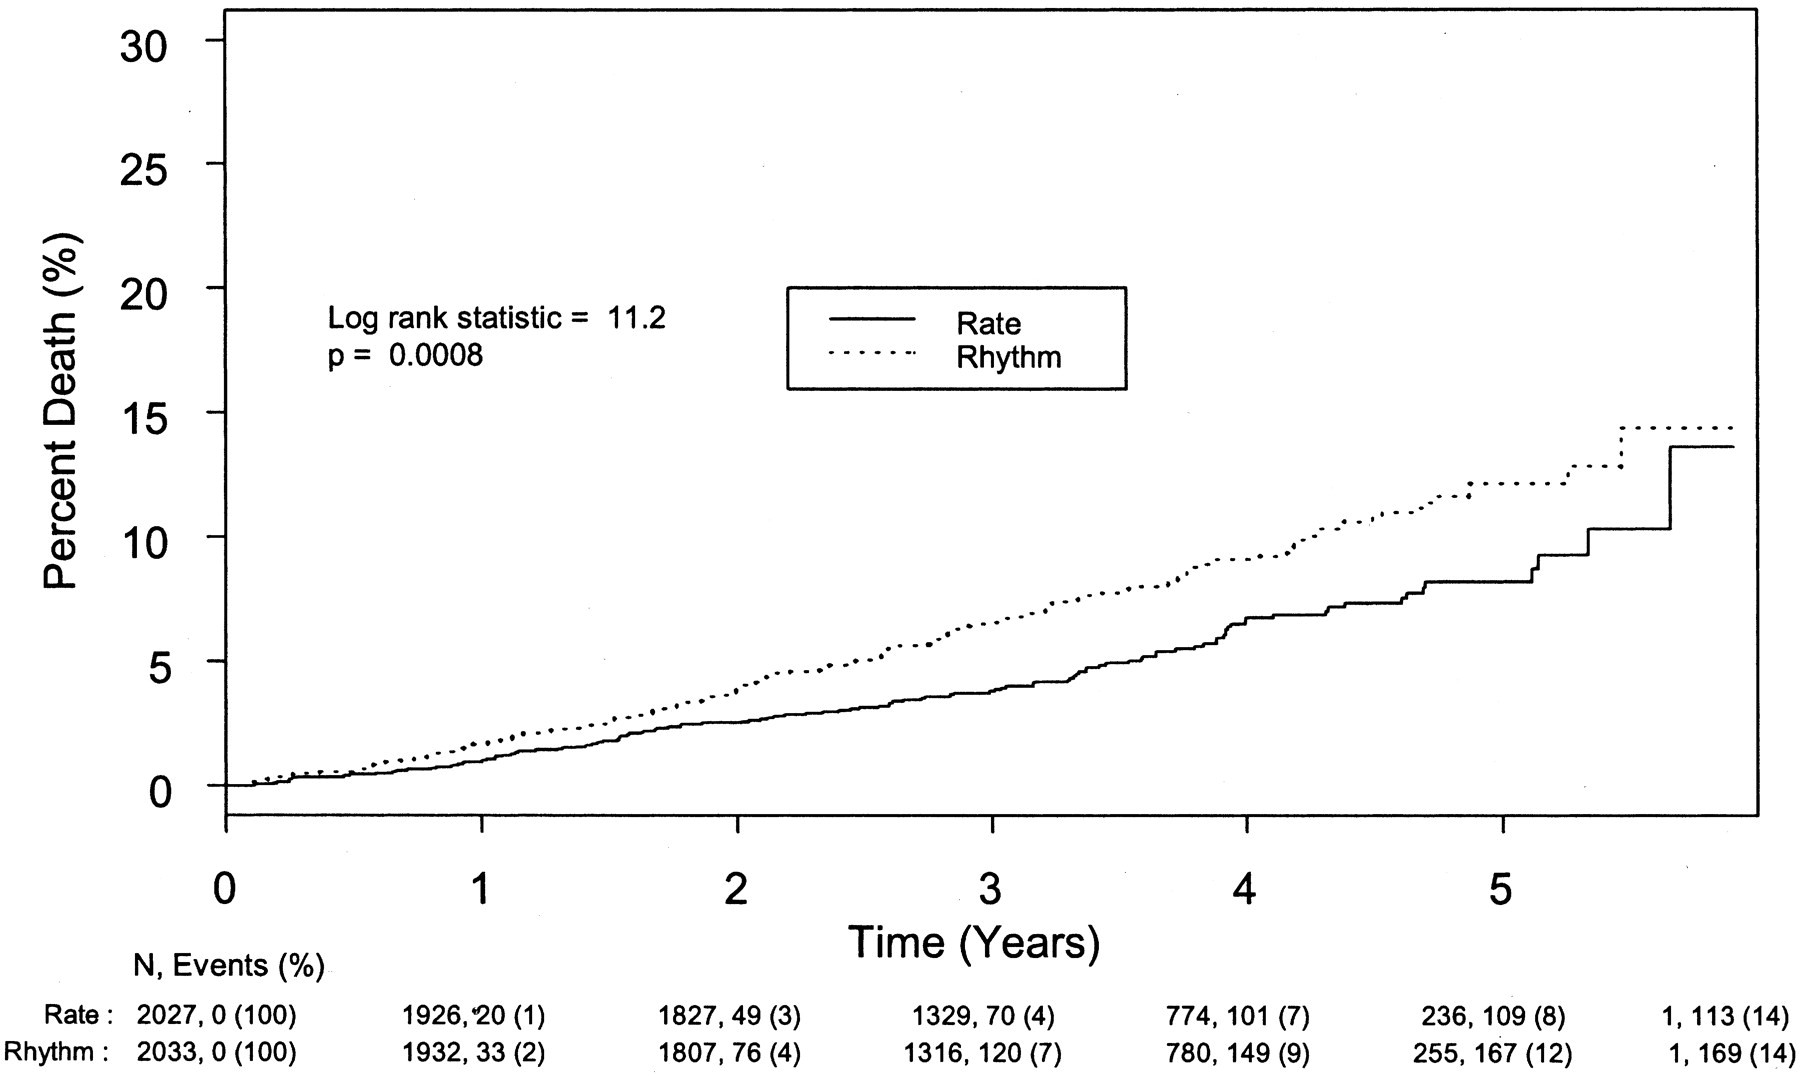 30
25
20
15
10
5
0
Percent Death (%)
Log rank statistic = 11.2
p = 0.0008
Rate
Rhythm
0 1 2 3 4 5
Time (Years)
N, Events (%)
Rate : 2027, 0 (100) 1926, 20 (1) 1827, 49 (3) 1329, 70 (4) 774, 101 (7) 236, 109 (8) 1, 113 (14)
Rhythm : 2033, 0 (100) 1932, 33 (2) 1807, 76 (4) 1316, 120 (7) 780, 149 (9) 255, 167 (12) 1, 169 (14)